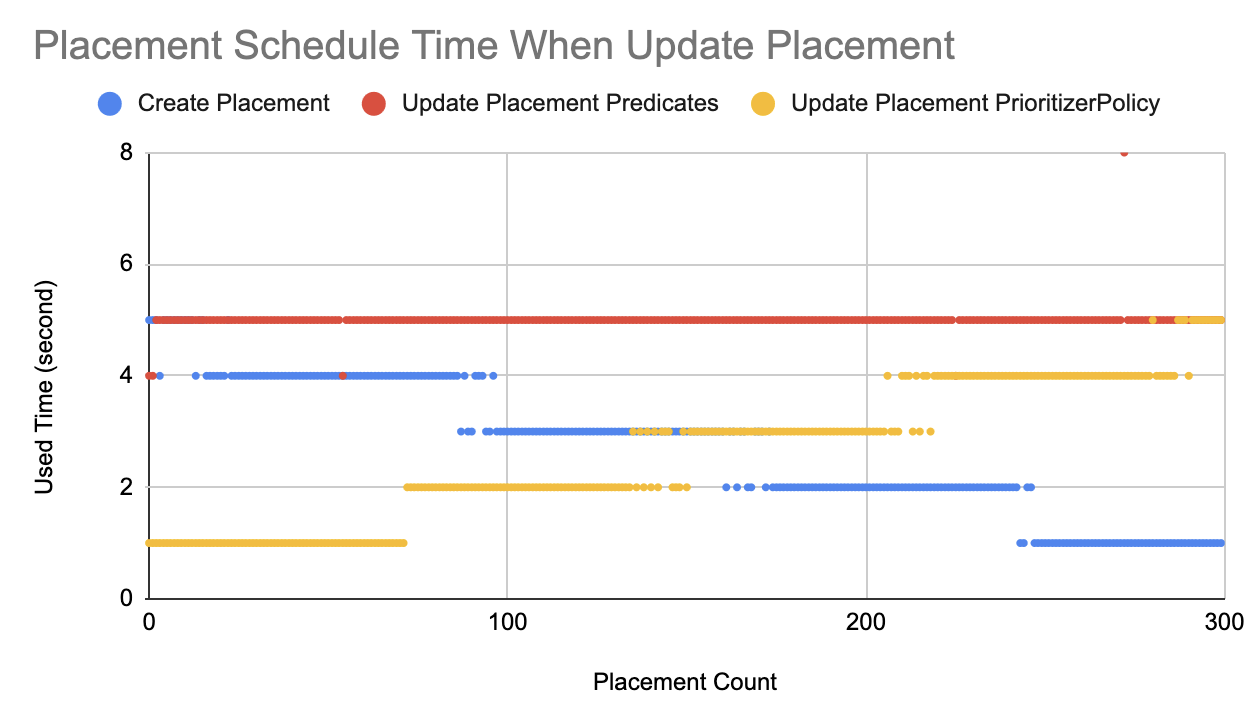 Placement Schedule Time When Update Placement
Create Placement Update Placement Predicates Update Placement PrioritizerPolicy
8
6
4
2
0
Used Time (second)
0 100 200 300
Placement Count